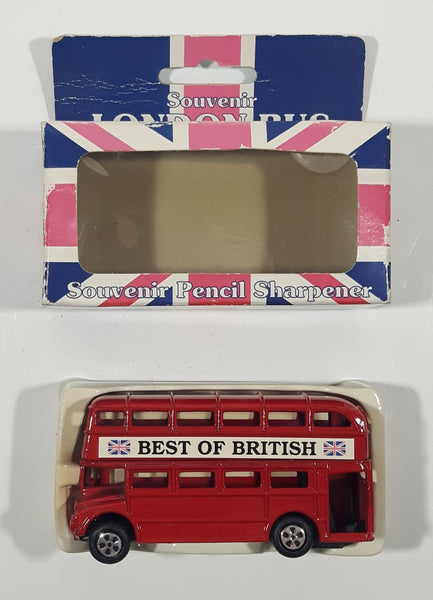 Souvenir
LONDON BUS
Souvenir Pencil Sharpener
BEST OF BRITISH